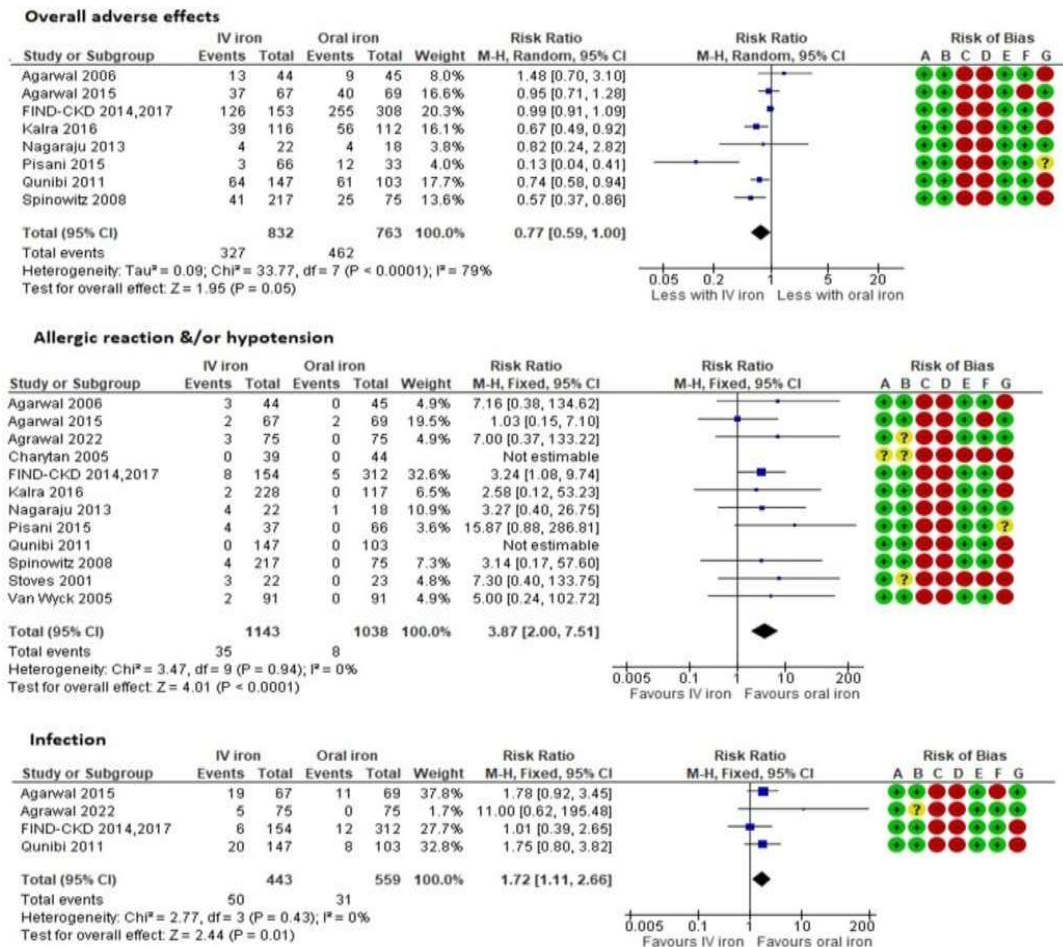 Overall adverse effects
IV iron Oral iron Risk Ratio Risk Ratio Risk of Bias
Study or Subgroup Events Total Events Total Weight M-H, Random, 95% CI M-H, Random, 95% CI A B C D E F G
Agarwal 2006 13 44 9 45 8.0% 1.48 [0.70, 3.10]
Agarwal 2015 37 67 40 69 16.6% 0.95 [0.71, 1.28]
FIND-CKD 2014,2017 126 153 255 308 20.3% 0.99 [0.91, 1.09]
Kalra 2016 39 116 56 112 16.1% 0.67 [0.49, 0.92]
Nagaraju 2013 4 22 4 18 3.8% 0.82 [0.24, 2.82]
Pisani 2015 3 66 12 33 4.0% 0.13 [0.04, 0.41] ?
Qunibi 2011 64 147 61 103 17.7% 0.74 [0.58, 0.94]
Spinowitz 2008 41 217 25 75 13.6% 0.57 [0.37, 0.86]
Total (95% CI) 832 763 100.0% 0.77 [0.59, 1.00]
Total events 327 462
Heterogeneity: Tau² = 0.09; Chi² = 33.77, df = 7 (P < 0.0001); I² = 79%
Test for overall effect: Z = 1.95 (P = 0.05)
0.05 0.2 1 5 20
Less with IV iron Less with oral iron
Allergic reaction &/or hypotension
IV iron Oral iron Risk Ratio Risk Ratio Risk of Bias
Study or Subgroup Events Total Events Total Weight M-H, Fixed, 95% CI M-H, Fixed, 95% CI A B C D E F G
Agarwal 2006 3 44 0 45 4.9% 7.16 [0.38, 134.62]
Agarwal 2015 2 67 2 69 19.5% 1.03 [0.15, 7.10]
Agrawal 2022 3 75 0 75 4.9% 7.00 [0.37, 133.22] ?
Charytan 2005 0 39 0 44 Not estimable ? ?
FIND-CKD 2014,2017 8 154 5 312 32.6% 3.24 [1.08, 9.74]
Kalra 2016 2 228 0 117 6.5% 2.58 [0.12, 53.23]
Nagaraju 2013 4 22 1 18 10.9% 3.27 [0.40, 26.75]
Pisani 2015 4 37 0 66 3.6% 15.87 [0.88, 286.81] ?
Qunibi 2011 0 147 0 103 Not estimable
Spinowitz 2008 4 217 0 75 7.3% 3.14 [0.17, 57.60]
Stoves 2001 3 22 0 23 4.8% 7.30 [0.40, 133.75] ?
Van Wyck 2005 2 91 0 91 4.9% 5.00 [0.24, 102.72]
Total (95% CI) 1143 1038 100.0% 3.87 [2.00, 7.51]
Total events 35 8
Heterogeneity: Chi² = 3.47, df = 9 (P = 0.94); I² = 0%
Test for overall effect: Z = 4.01 (P < 0.0001)
0.005 0.1 1 10 200
Favours IV iron Favours oral iron
Infection
IV iron Oral iron Risk Ratio Risk Ratio Risk of Bias
Study or Subgroup Events Total Events Total Weight M-H, Fixed, 95% CI M-H, Fixed, 95% CI A B C D E F G
Agarwal 2015 19 67 11 69 37.8% 1.78 [0.92, 3.45]
Agrawal 2022 5 75 0 75 1.7% 11.00 [0.62, 195.48] ?
FIND-CKD 2014,2017 6 154 12 312 27.7% 1.01 [0.39, 2.65]
Qunibi 2011 20 147 8 103 32.8% 1.75 [0.80, 3.82]
Total (95% CI) 443 559 100.0% 1.72 [1.11, 2.66]
Total events 50 31
Heterogeneity: Chi² = 2.77, df = 3 (P = 0.43); I² = 0%
Test for overall effect: Z = 2.44 (P = 0.01)
0.005 0.1 1 10 200
Favours IV iron Favours oral iron